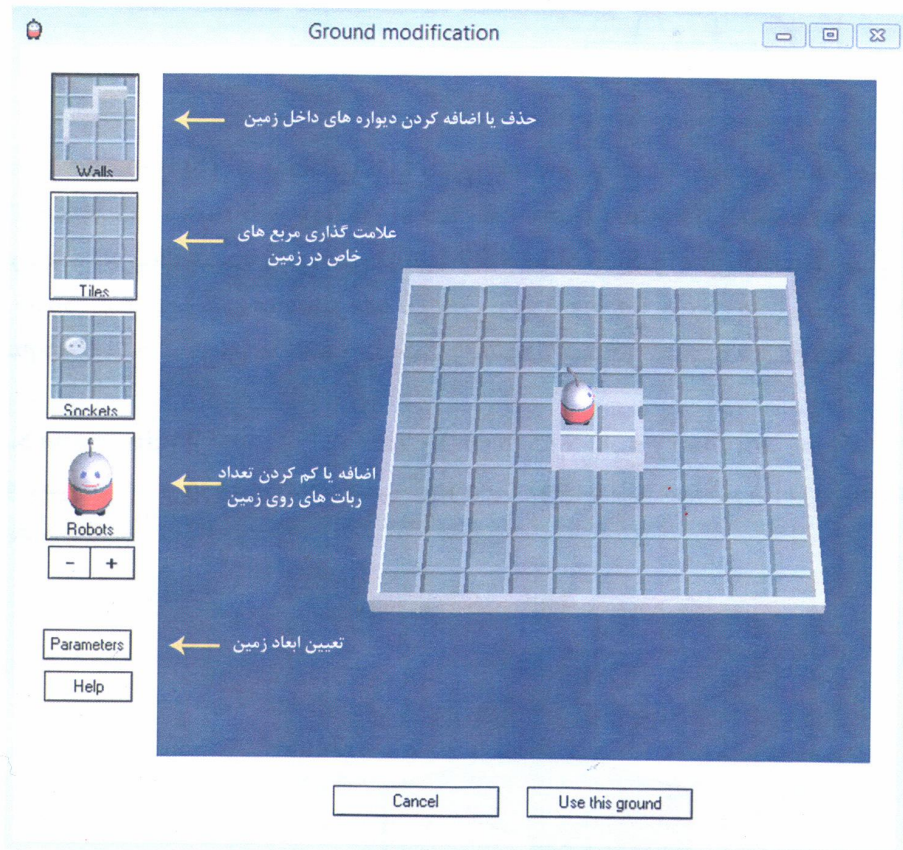 Ground modification
Walls
حذف یا اضافه کردن دیواره های داخل زمین
Tiles
علامت گذاری مربع های
خاص در زمین
Sockets
Robots
اضافه یا کم کردن تعداد
ربات های روی زمین
- +
Parameters
تعیین ابعاد زمین
Help
Cancel
Use this ground